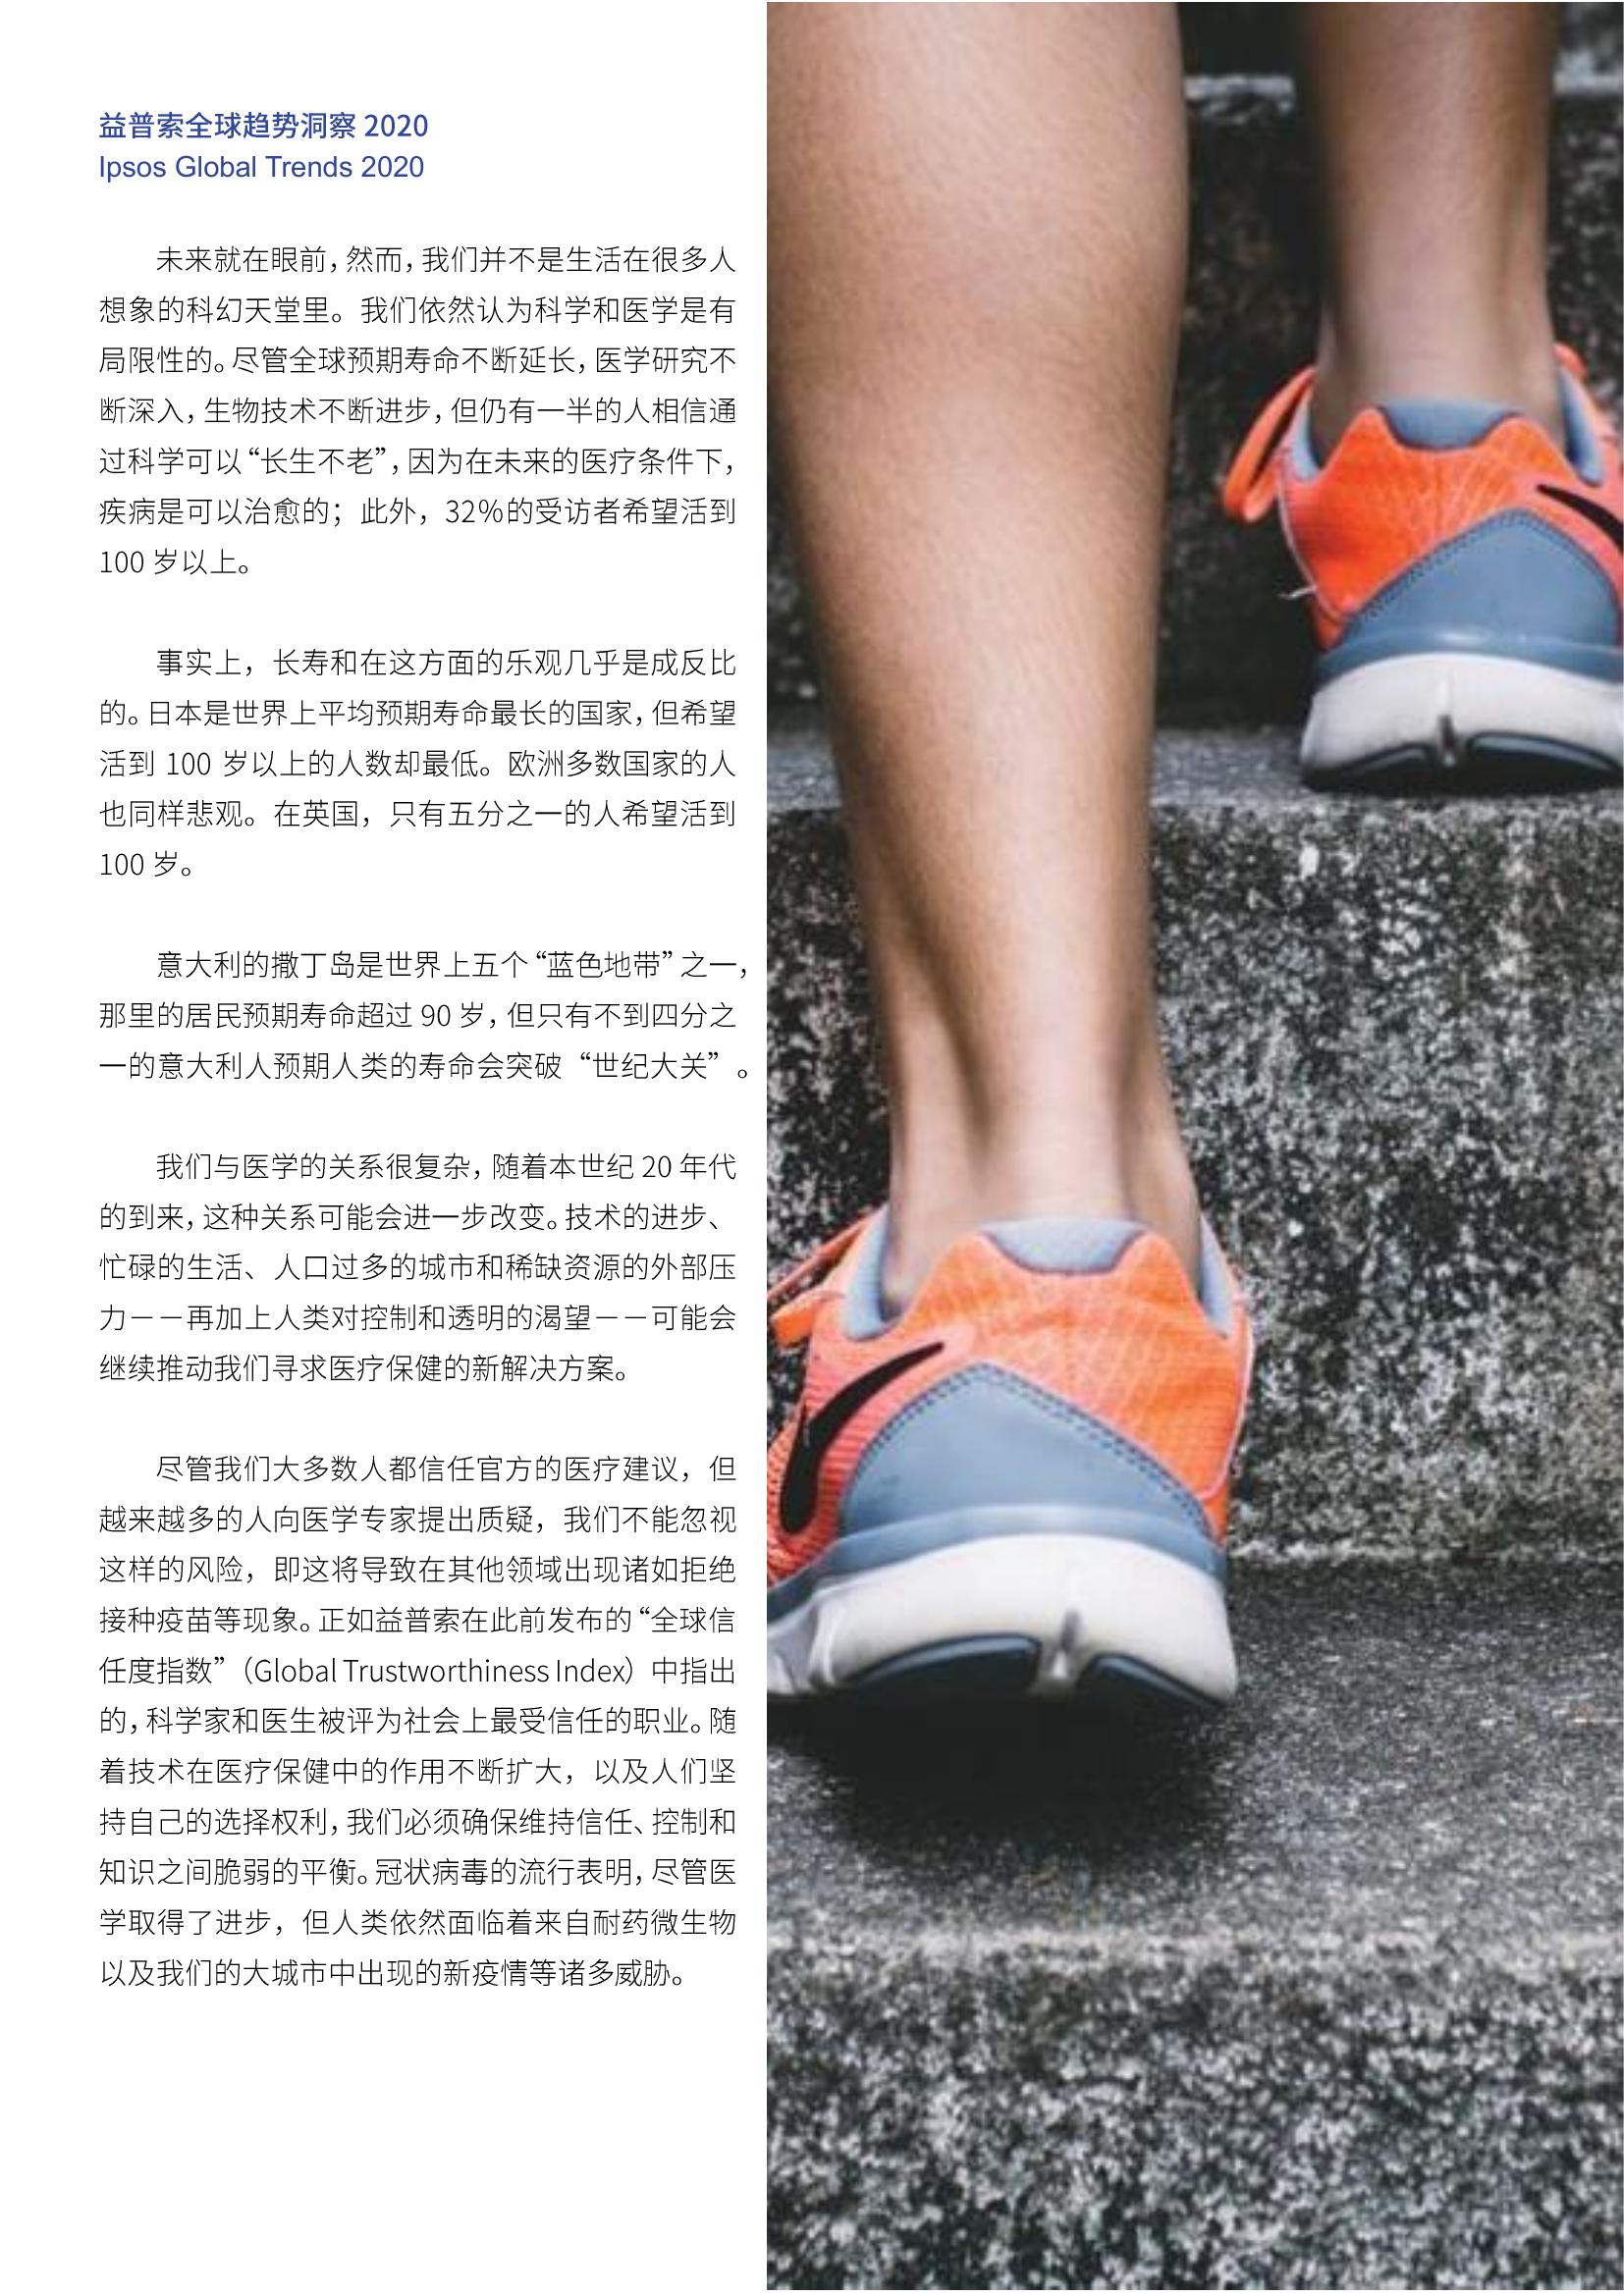 益普索全球趋势洞察 2020
Ipsos Global Trends 2020
未来就在眼前，然而，我们并不是生活在很多人
想象的科幻天堂里。我们依然认为科学和医学是有
局限性的。尽管全球预期寿命不断延长，医学研究不
断深入，生物技术不断进步，但仍有一半的人相信通
过科学可以“长生不老”，因为在未来的医疗条件下，
疾病是可以治愈的；此外，32%的受访者希望活到
100 岁以上。
事实上，长寿和在这方面的乐观几乎是成反比
的。日本是世界上平均预期寿命最长的国家，但希望
活到 100 岁以上的人数却最低。欧洲多数国家的人
也同样悲观。在英国，只有五分之一的人希望活到
100 岁。
意大利的撒丁岛是世界上五个“蓝色地带”之一，
那里的居民预期寿命超过 90 岁，但只有不到四分之
一的意大利人预期人类的寿命会突破“世纪大关”。
我们与医学的关系很复杂，随着本世纪 20 年代
的到来，这种关系可能会进一步改变。技术的进步、
忙碌的生活、人口过多的城市和稀缺资源的外部压
力——再加上人类对控制和透明的渴望——可能会
继续推动我们寻求医疗保健的新解决方案。
尽管我们大多数人都信任官方的医疗建议，但
越来越多的人向医学专家提出质疑，我们不能忽视
这样的风险，即这将导致在其他领域出现诸如拒绝
接种疫苗等现象。正如益普索在此前发布的“全球信
任度指数”（Global Trustworthiness Index）中指出
的，科学家和医生被评为社会上最受信任的职业。随
着技术在医疗保健中的作用不断扩大，以及人们坚
持自己的选择权利，我们必须确保维持信任、控制和
知识之间脆弱的平衡。冠状病毒的流行表明，尽管医
学取得了进步，但人类依然面临着来自耐药微生物
以及我们的大城市中出现的新疫情等诸多威胁。